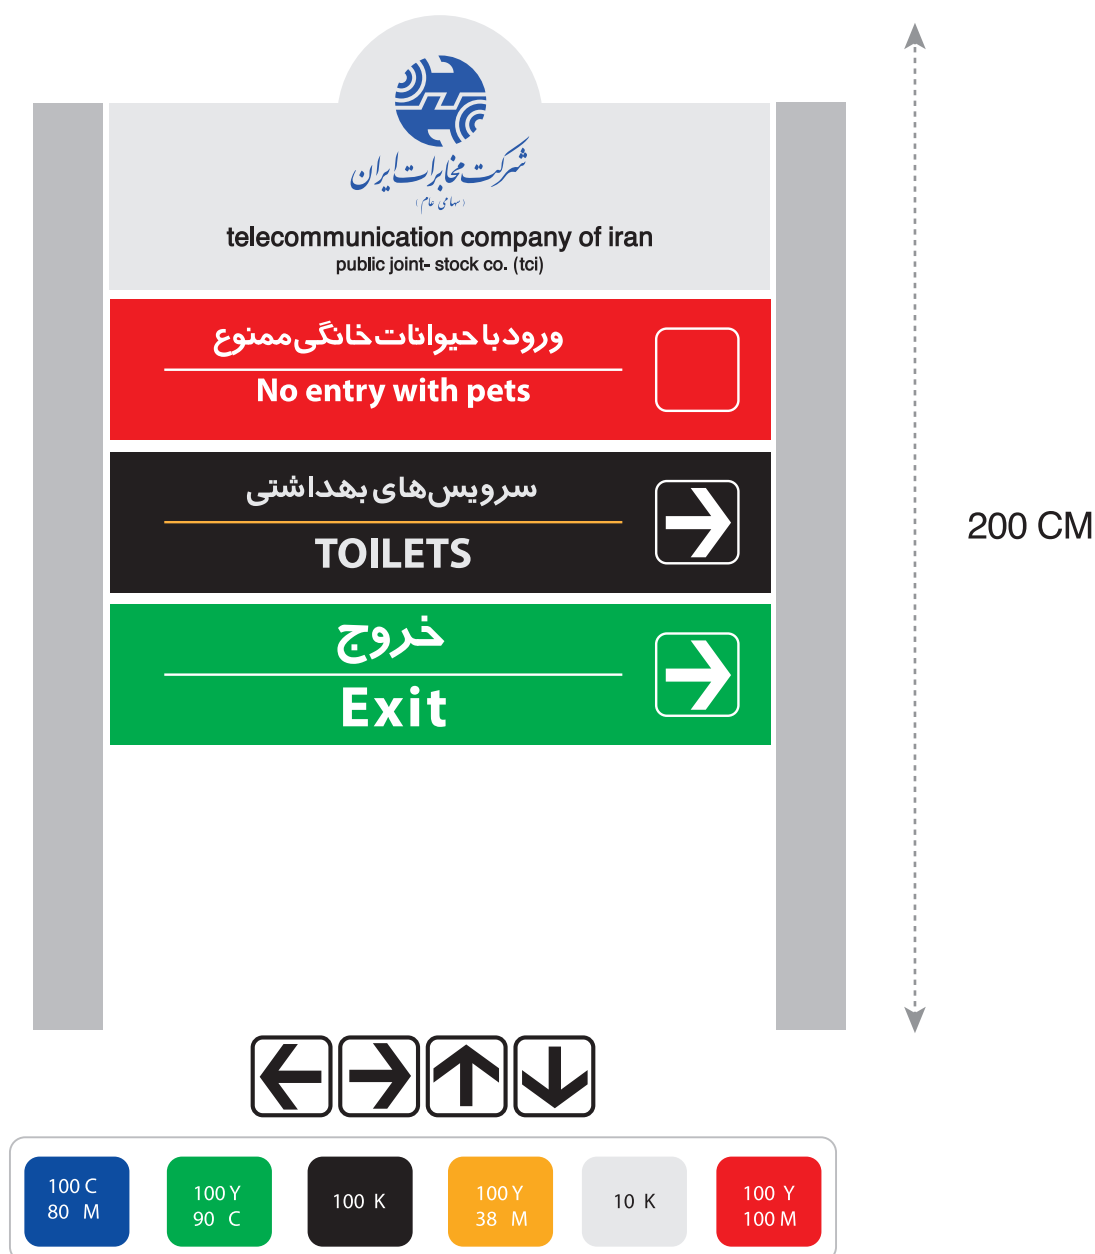 شرکت مخابرات ایران
(سهامی عام)
telecommunication company of iran
public joint- stock co. (tci)
ورود با حیوانات خانگی ممنوع
No entry with pets
سرویس‌های بهداشتی
TOILETS
خروج
Exit
200 CM
100 C
80 M
100 Y
90 C
100 K
100 Y
38 M
10 K
100 Y
100 M